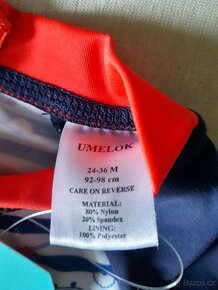 UMELOK
24-36 M
92-98 cm
CARE ON REVERSE
MATERIAL:
80% Nylon
20% Spandex
LINING:
100% Polyester
Bazos.cz